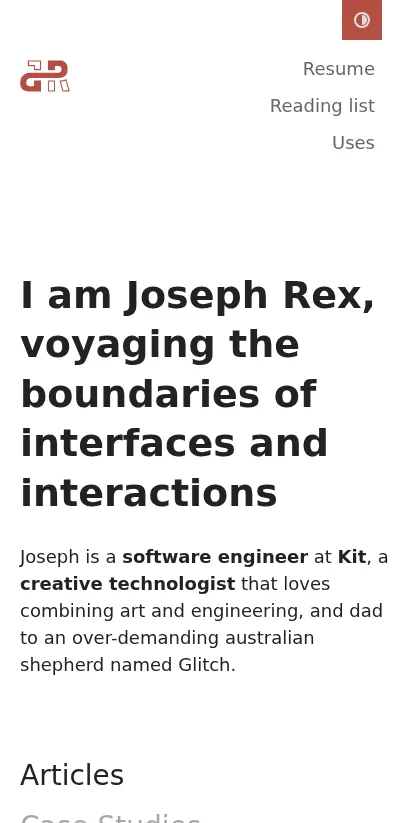 Resume
Reading list
Uses
I am Joseph Rex,
voyaging the
boundaries of
interfaces and
interactions
Joseph is a software engineer at Kit, a
creative technologist that loves
combining art and engineering, and dad
to an over-demanding australian
shepherd named Glitch.
Articles
Case Studies